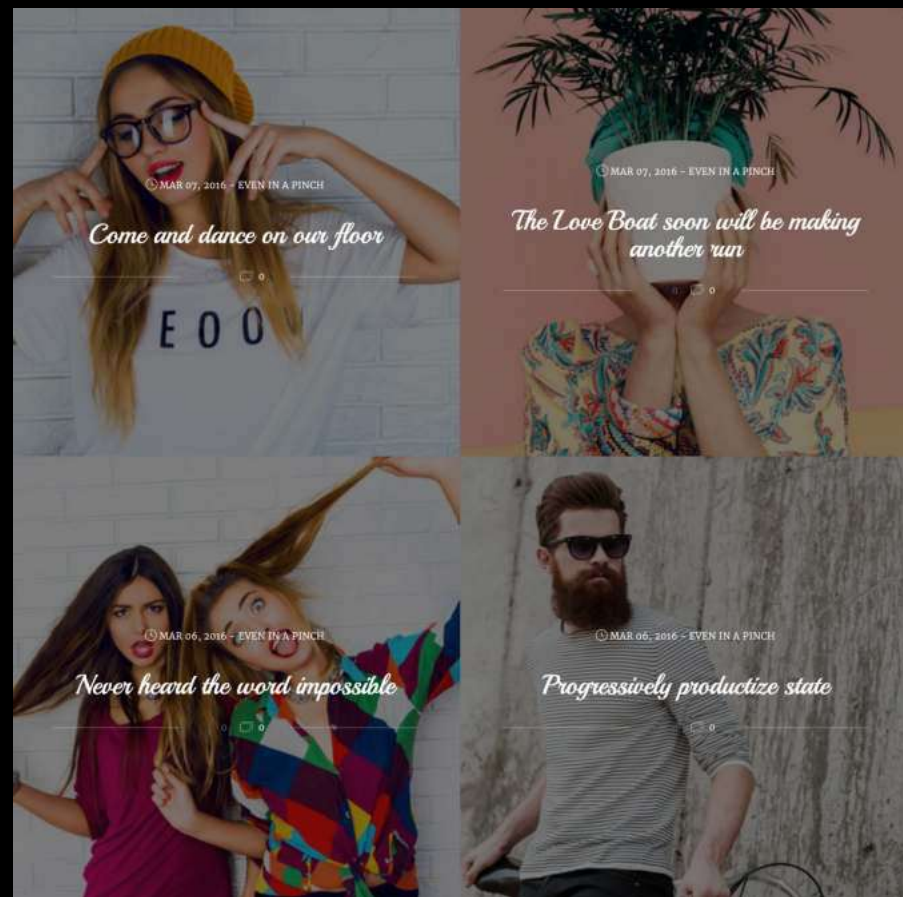 MAR 07, 2016 - EVEN IN A PINCH
Come and dance on our floor
0
EOO
MAR 07, 2016 - EVEN IN A PINCH
The Love Boat soon will be making
another run
0 0
MAR 06, 2016 - EVEN IN A PINCH
Never heard the word impossible
0 0
MAR 06, 2016 - EVEN IN A PINCH
Progressively productize state
0